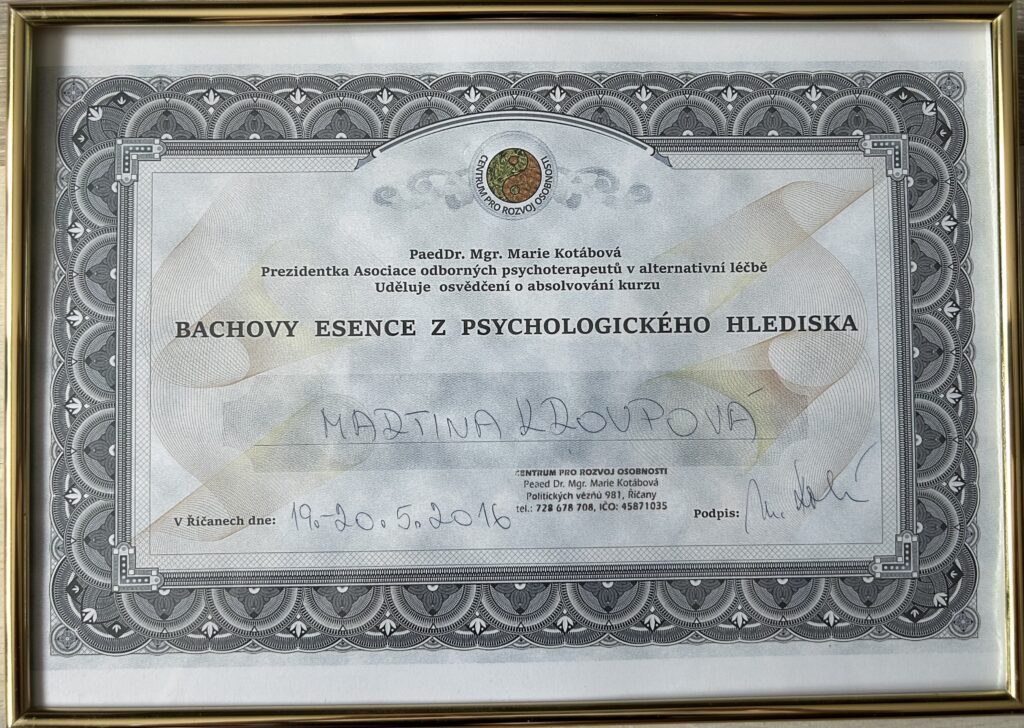 CENTRUM PRO ROZVOJ OSOBNOSTI
PaedDr. Mgr. Marie Kotábová
Prezidentka Asociace odborných psychoterapeutů v alternativní léčbě
Uděluje osvědčení o absolvování kurzu
BACHOVY ESENCE Z PSYCHOLOGICKÉHO HLEDISKA
MARTINA KROUPOVÁ
CENTRUM PRO ROZVOJ OSOBNOSTI
Peaed Dr. Mgr. Marie Kotábová
Politických vězňů 981, Říčany
tel.: 728 678 708, IČO: 45871035
V Říčanech dne: 19.-20.5.2016
Podpis: